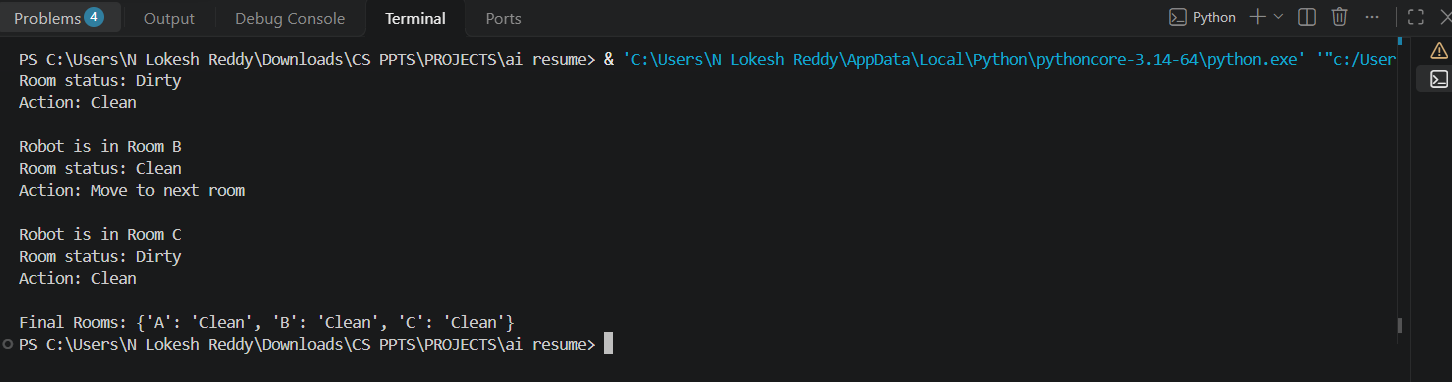 Problems 4 Output Debug Console Terminal Ports Python
PS C:\Users\N Lokesh Reddy\Downloads\CS PPTS\PROJECTS\ai resume> & 'C:\Users\N Lokesh Reddy\AppData\Local\Python\pythoncore-3.14-64\python.exe' '"c:/User
Room status: Dirty
Action: Clean
Robot is in Room B
Room status: Clean
Action: Move to next room
Robot is in Room C
Room status: Dirty
Action: Clean
Final Rooms: {'A': 'Clean', 'B': 'Clean', 'C': 'Clean'}
PS C:\Users\N Lokesh Reddy\Downloads\CS PPTS\PROJECTS\ai resume>